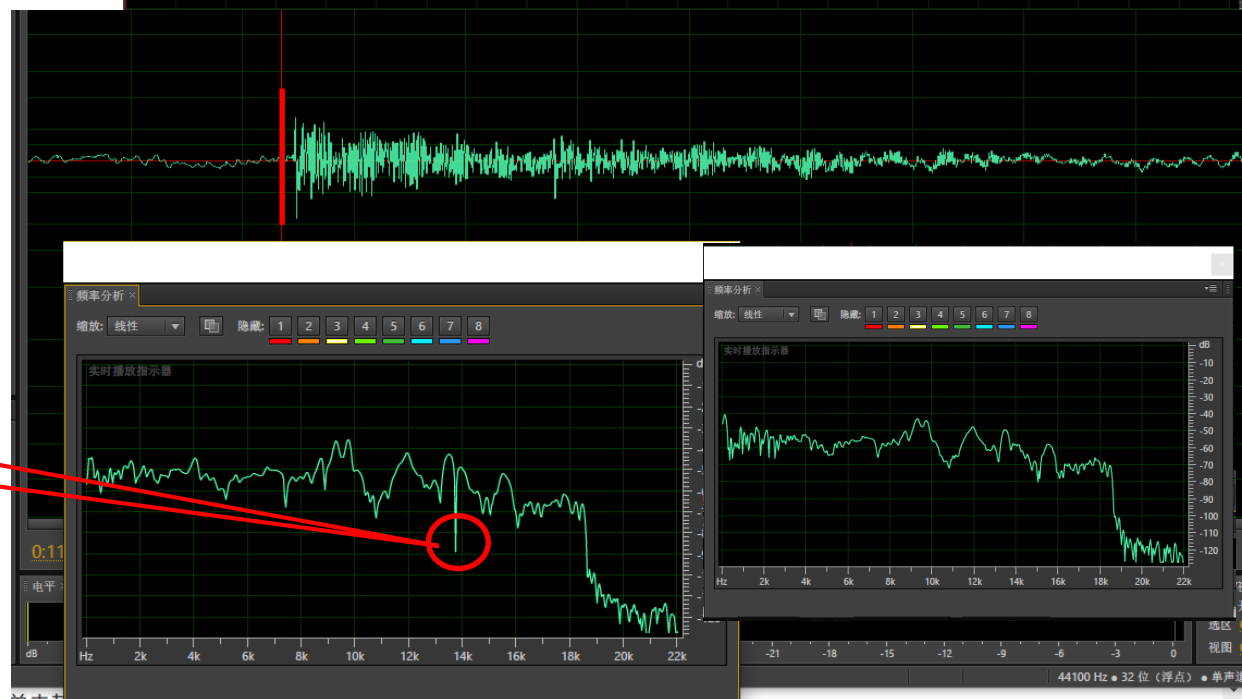 频率分析 ×
缩放: 线性
隐藏: 1 2 3 4 5 6 7 8
实时播放指示器
Hz 2k 4k 6k 8k 10k 12k 14k 16k 18k 20k 22k
频率分析 ×
缩放: 线性
隐藏: 1 2 3 4 5 6 7 8
实时播放指示器
dB
-10
-20
-30
-40
-50
-60
-70
-80
-90
-100
-110
-120
Hz 2k 4k 6k 8k 10k 12k 14k 16k 18k 20k 22k
0:11
电平
dB -21 -18 -15 -12 -9 -6 -3 0
选区
视图
44100 Hz ● 32 位（浮点） ● 单声道